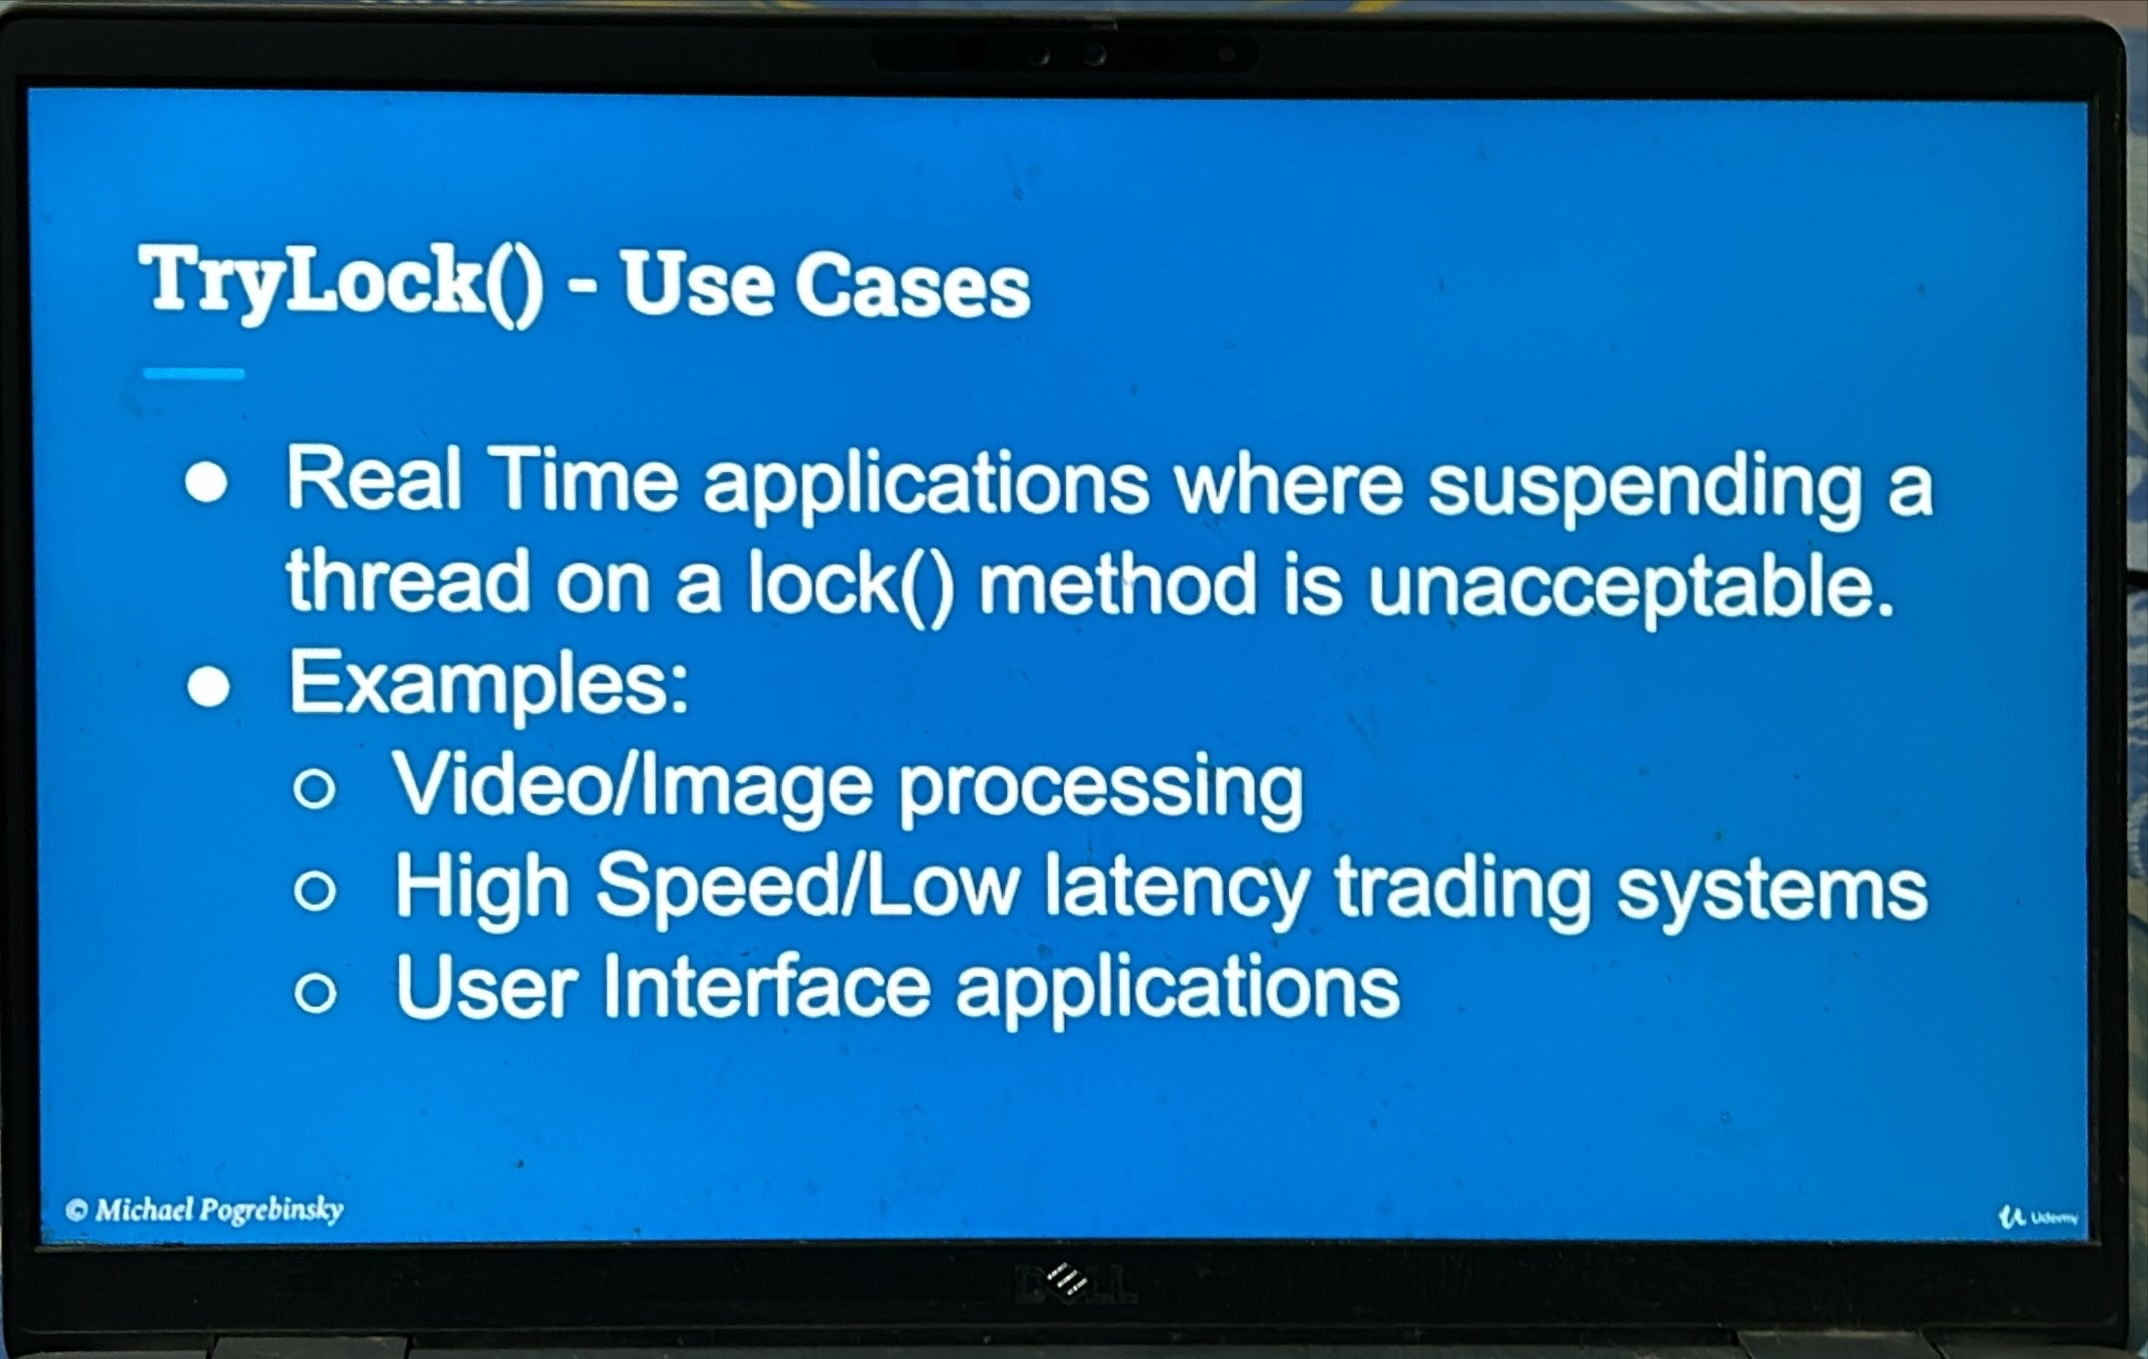 TryLock() - Use Cases
● Real Time applications where suspending a
thread on a lock() method is unacceptable.
● Examples:
○ Video/Image processing
○ High Speed/Low latency trading systems
○ User Interface applications
© Michael Pogrebinsky
Udemy
DELL